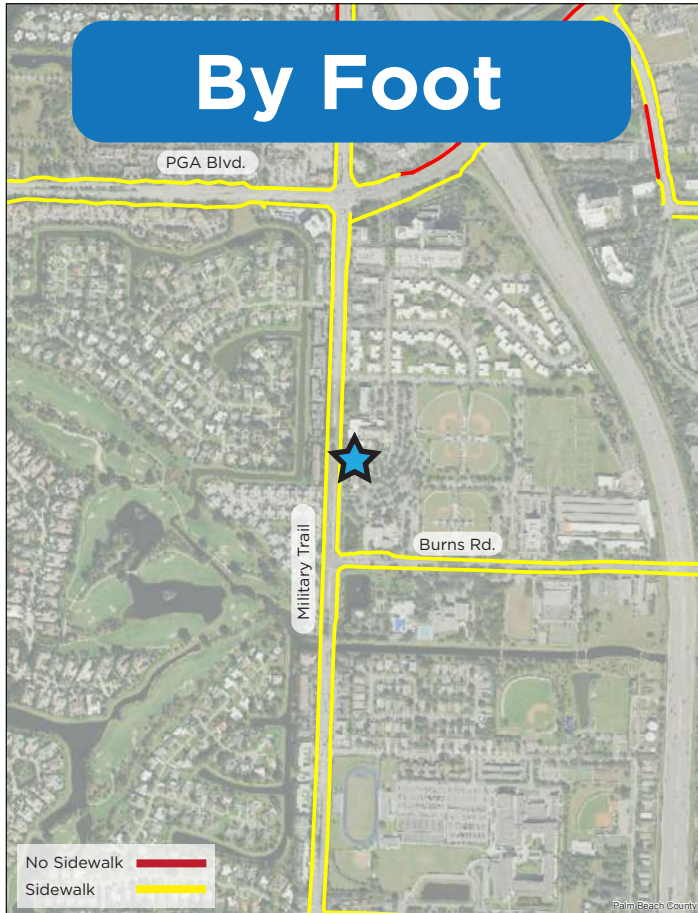 By Foot
PGA Blvd.
Military Trail
Burns Rd.
No Sidewalk
Sidewalk
Palm Beach County